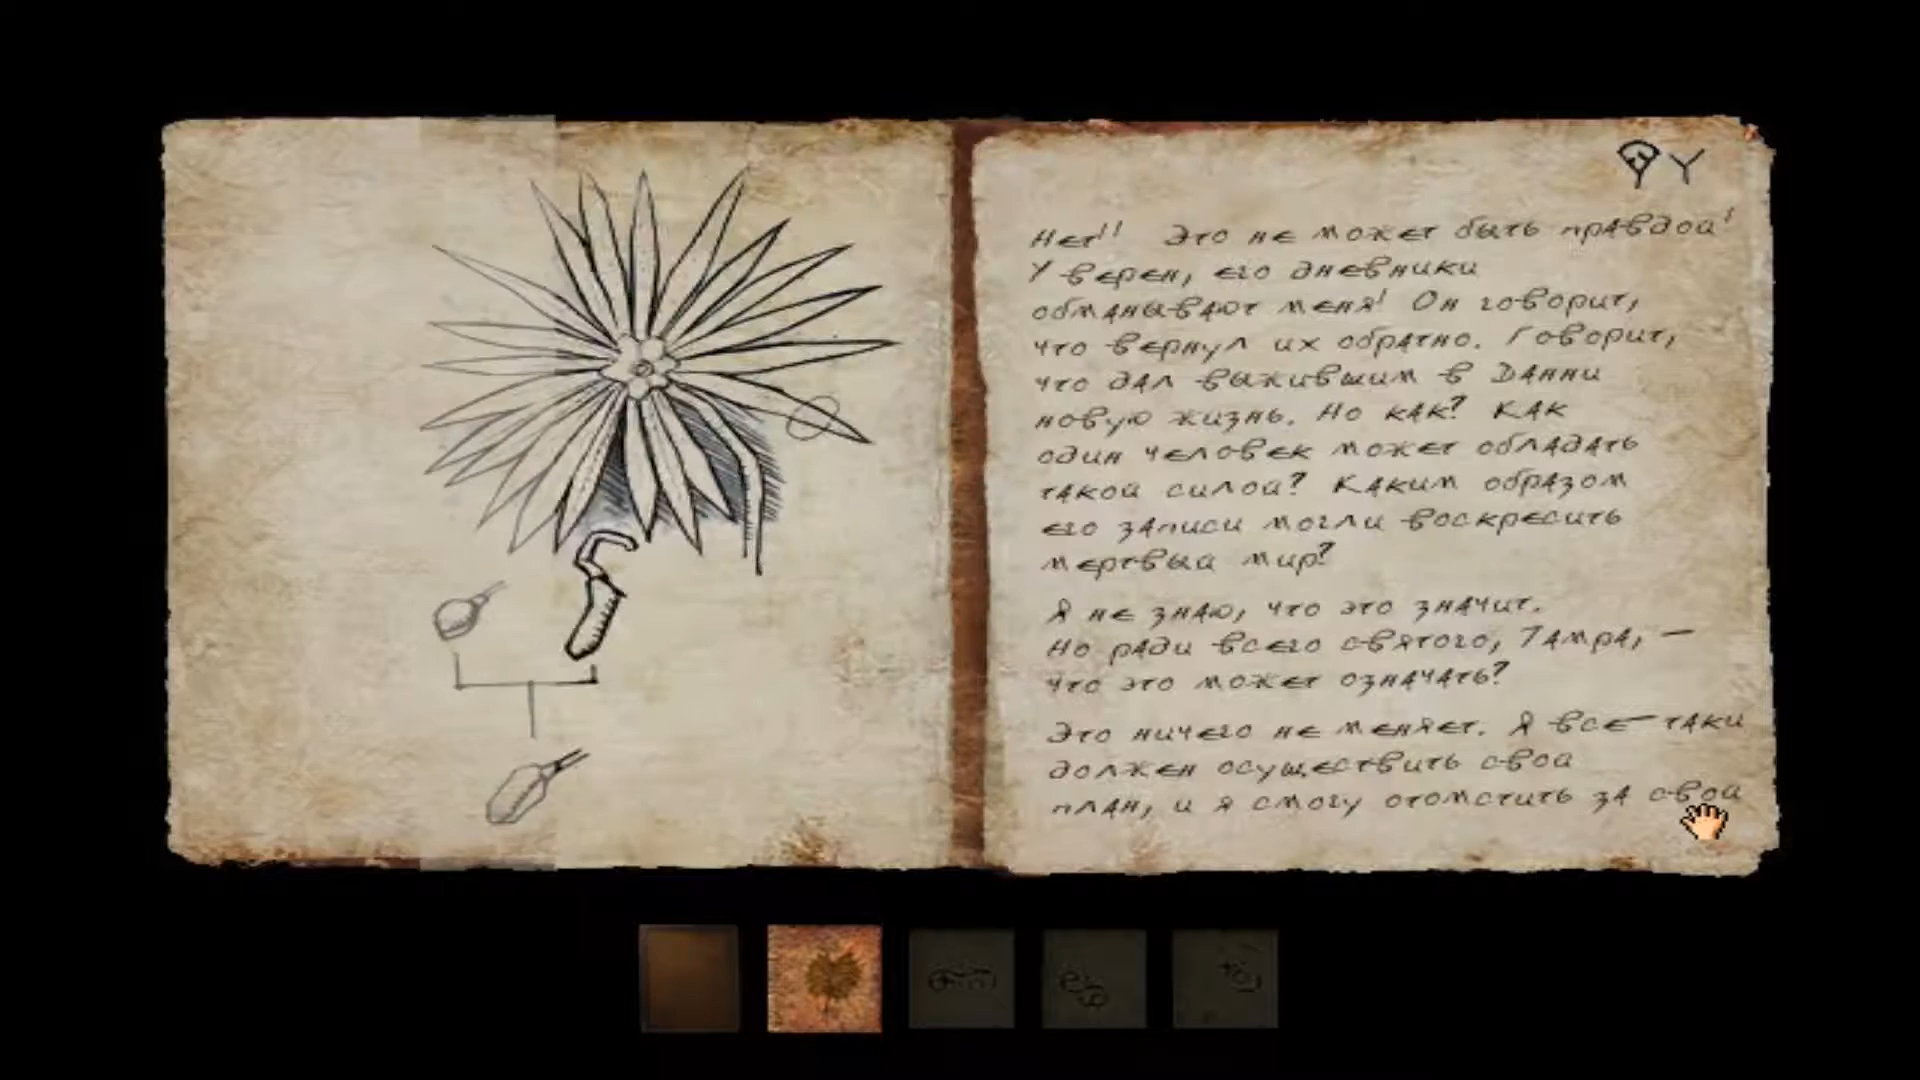 Нет!! Это не может быть правдой!
Уверен, его дневники
обманывают меня! Он говорит,
что вернул их обратно. Говорит,
что дал выжившим в Данни
новую жизнь. Но как? Как
один человек может обладать
такой силой? Каким образом
его записи могли воскресить
мертвый мир?
Я не знаю, что это значит.
Но ради всего святого, Тамра, —
что это может означать?
Это ничего не меняет. Я все-таки
должен осуществить свой
план, и я смогу отомстить за свой